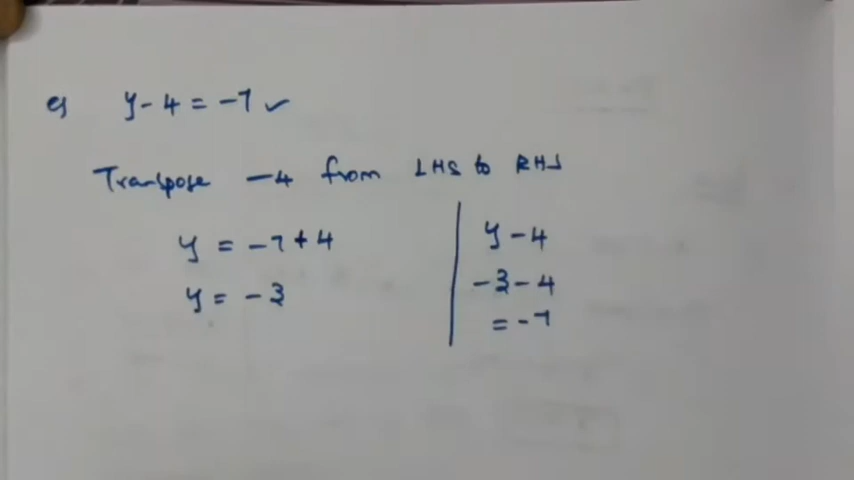 e) y - 4 = -7 ✓
Transpose -4 from LHS to RHS
y = -7 + 4
y = -3
y - 4
-3 - 4
= -7